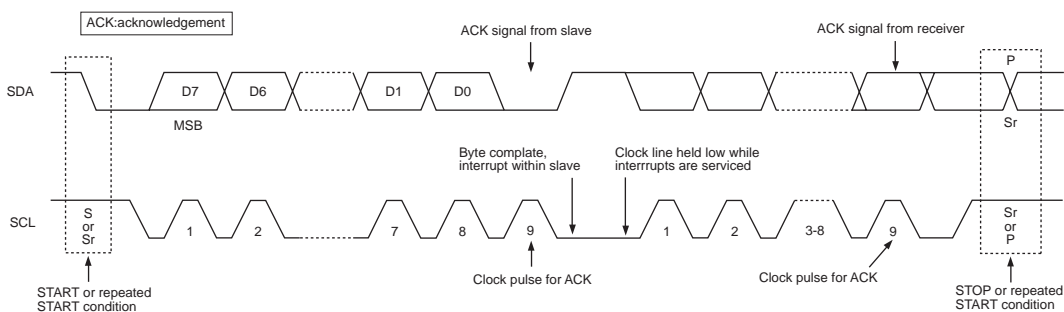 ACK:acknowledgement
ACK signal from slave
ACK signal from receiver
P
SDA
D7
D6
D1
D0
MSB
Sr
Byte complate,
interrupt within slave
Clock line held low while
interrrupts are serviced
SCL
S
or
Sr
1
2
7
8
9
1
2
3-8
9
Sr
or
P
Clock pulse for ACK
Clock pulse for ACK
START or repeated
START condition
STOP or repeated
START condition